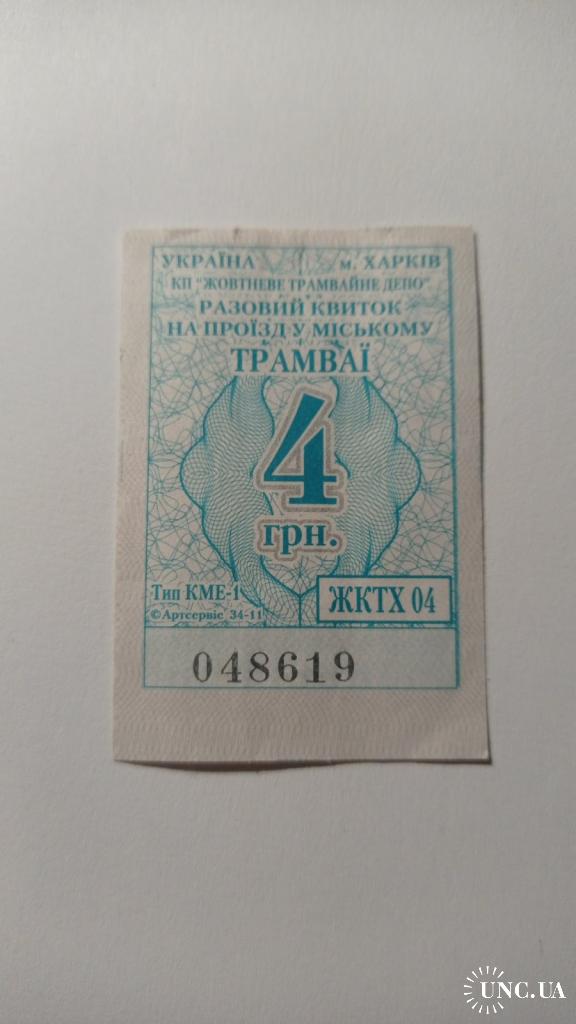 УКРАЇНА м. ХАРКІВ
КП "ЖОВТНЕВЕ ТРАМВАЙНЕ ДЕПО"
РАЗОВИЙ КВИТОК
НА ПРОЇЗД У МІСЬКОМУ
ТРАМВАЇ
4
грн.
Тип КМЕ-1
©Артсервіс 34-11
ЖКТХ 04
048619
UNC.UA